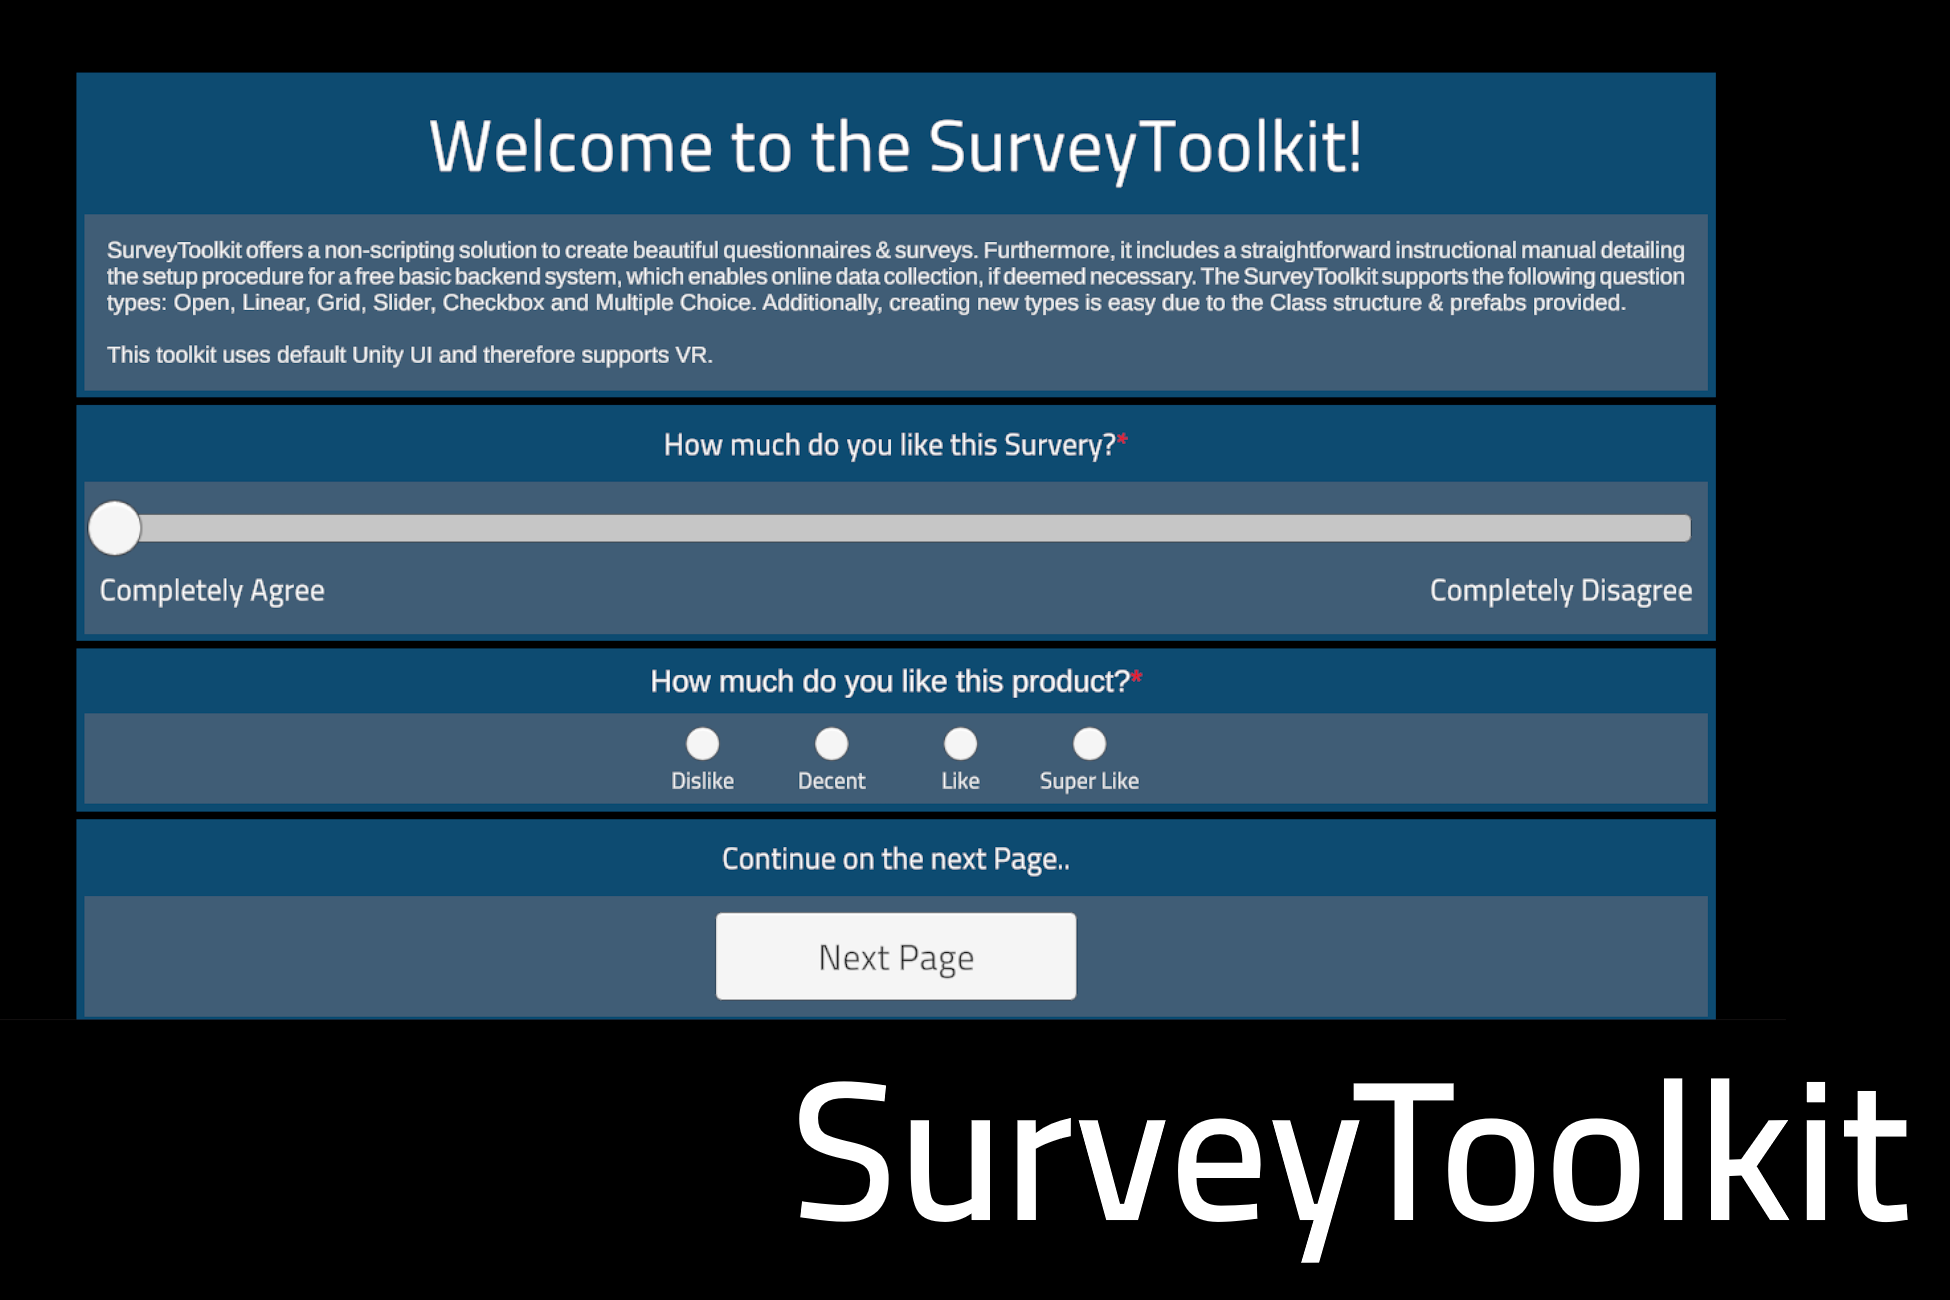 Welcome to the SurveyToolkit!
SurveyToolkit offers a non-scripting solution to create beautiful questionnaires & surveys. Furthermore, it includes a straightforward instructional manual detailing
the setup procedure for a free basic backend system, which enables online data collection, if deemed necessary. The SurveyToolkit supports the following question
types: Open, Linear, Grid, Slider, Checkbox and Multiple Choice. Additionally, creating new types is easy due to the Class structure & prefabs provided.
This toolkit uses default Unity UI and therefore supports VR.
How much do you like this Survery?*
Completely Agree Completely Disagree
How much do you like this product?*
Dislike Decent Like Super Like
Continue on the next Page..
Next Page
SurveyToolkit